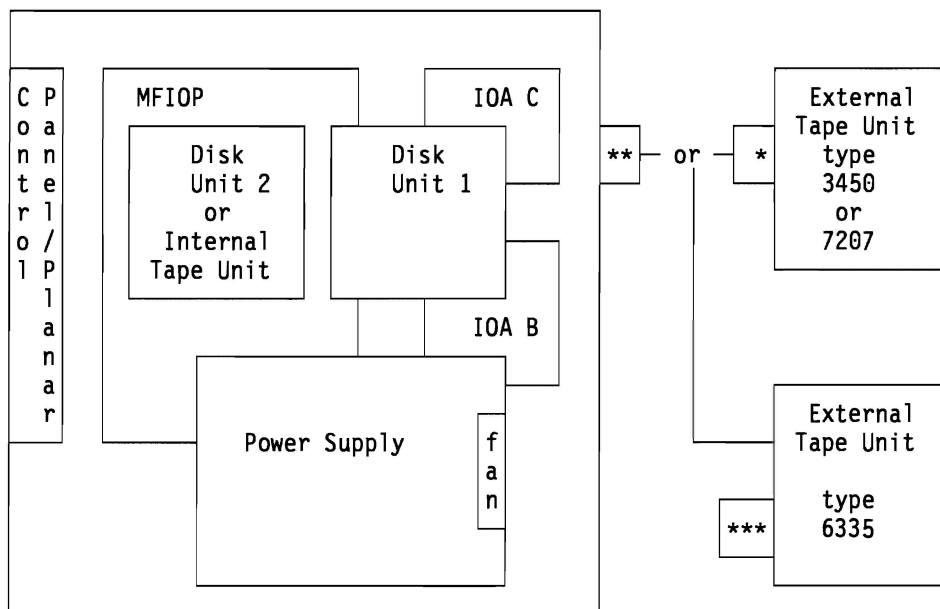 Control
Panel/Planar
MFIOP
Disk
Unit 2
or
Internal
Tape Unit
IOA C
Disk
Unit 1
IOA B
Power Supply
fan
**
or
*
External
Tape Unit
type
3450
or
7207
External
Tape Unit
type
6335
***